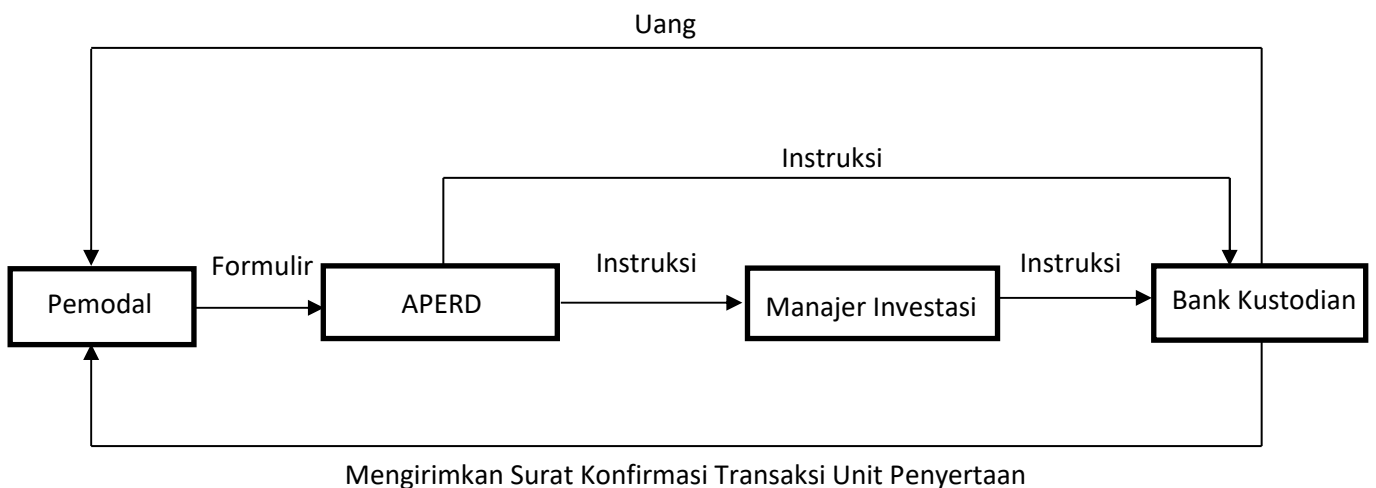 Uang
Instruksi
Formulir
Instruksi
Instruksi
Pemodal
APERD
Manajer Investasi
Bank Kustodian
Mengirimkan Surat Konfirmasi Transaksi Unit Penyertaan